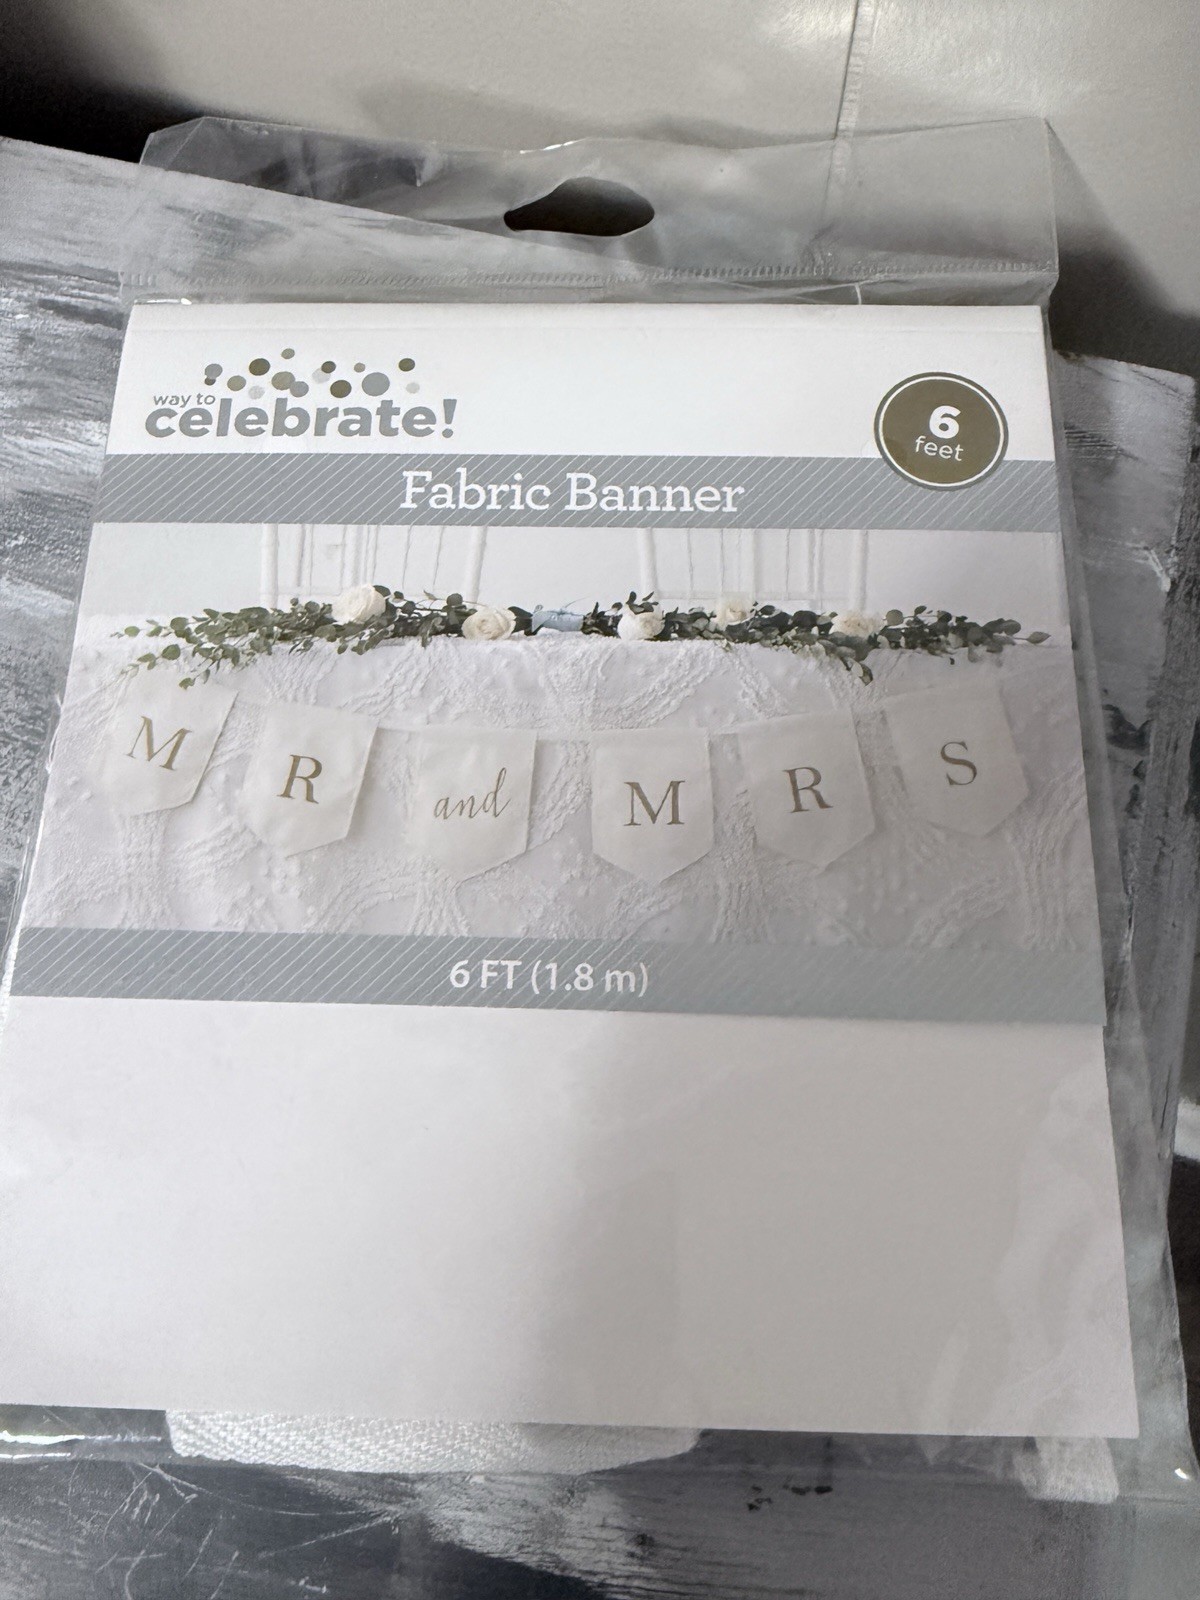 way to
celebrate!
6
feet
Fabric Banner
M R and M R S
6 FT (1.8 m)